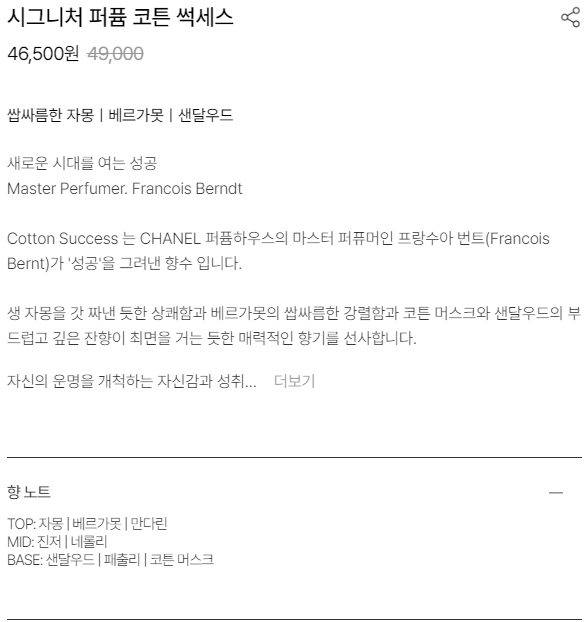 시그니처 퍼퓸 코튼 썩세스
46,500원 49,000
쌉싸름한 자몽 | 베르가못 | 샌달우드
새로운 시대를 여는 성공
Master Perfumer. Francois Berndt
Cotton Success 는 CHANEL 퍼퓸하우스의 마스터 퍼퓨머인 프랑수아 번트(Francois
Bernt)가 '성공'을 그려낸 향수 입니다.
생 자몽을 갓 짜낸 듯한 상쾌함과 베르가못의 쌉싸름한 강렬함과 코튼 머스크와 샌달우드의 부
드럽고 깊은 잔향이 최면을 거는 듯한 매력적인 향기를 선사합니다.
자신의 운명을 개척하는 자신감과 성취... 더보기
향 노트
TOP: 자몽 | 베르가못 | 만다린
MID: 진저 | 네롤리
BASE: 샌달우드 | 패출리 | 코튼 머스크